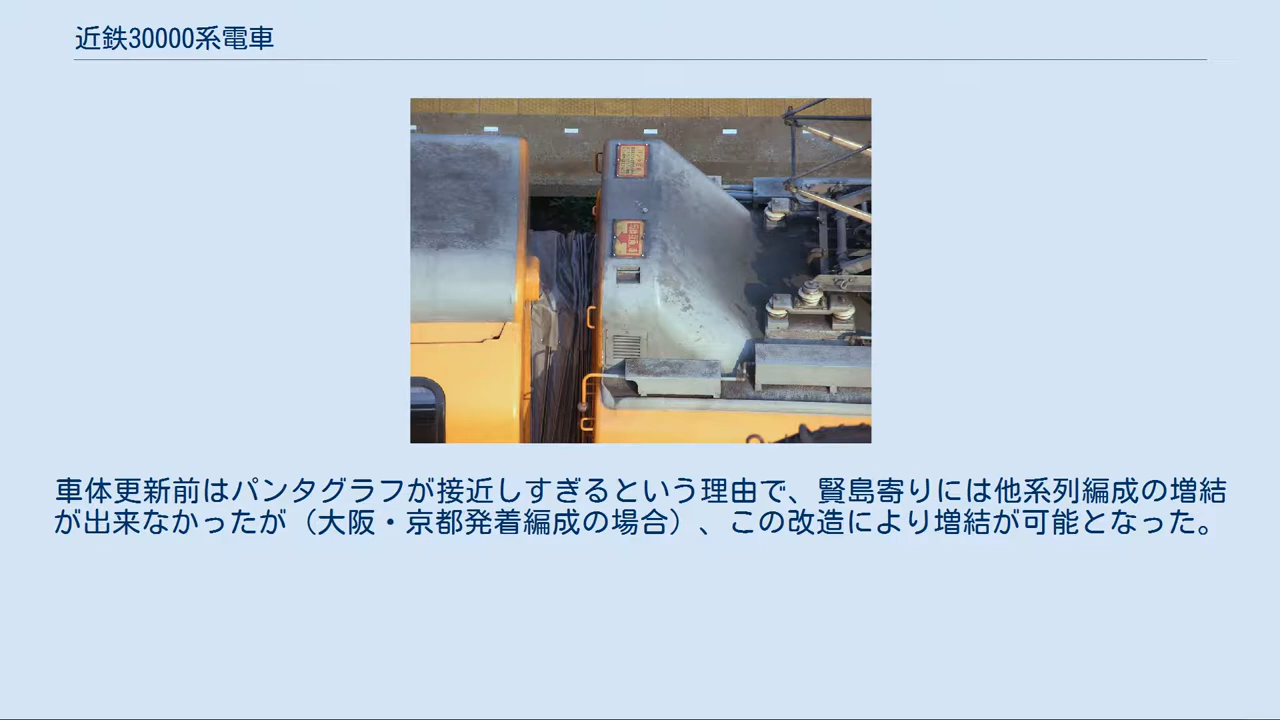 近鉄30000系電車
車体更新前はパンタグラフが接近しすぎるという理由で、賢島寄りには他系列編成の増結
が出来なかったが（大阪・京都発着編成の場合）、この改造により増結が可能となった。